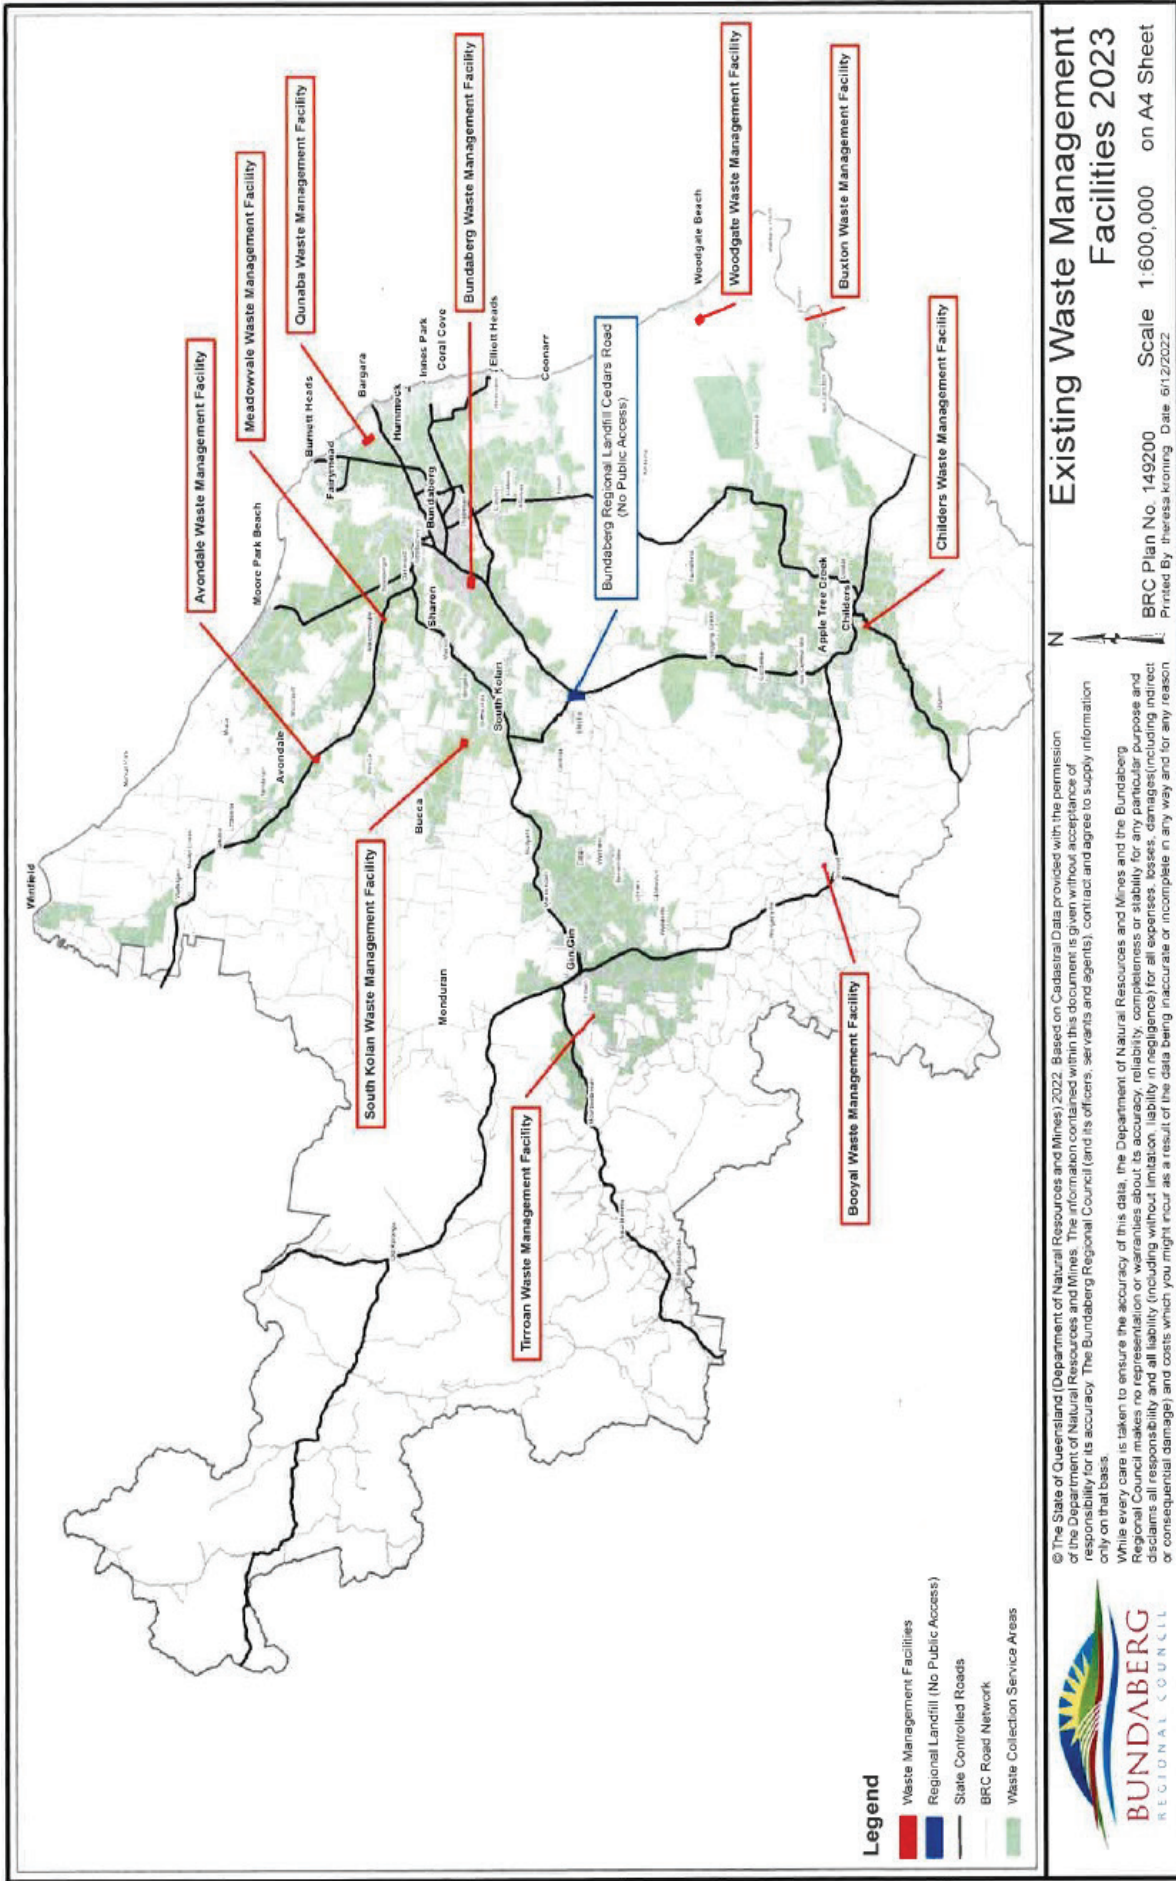 Winfield
Avondale Waste Management Facility
Meadowvale Waste Management Facility
Qunaba Waste Management Facility
Bundaberg Waste Management Facility
Moore Park Beach
Burnett Heads
Bargara
Fairymead
Hummock
Innes Park
Coral Cove
Elliott Heads
Coonarr
Avondale
Bundaberg
Sharon
South Kolan
Bucca
South Kolan Waste Management Facility
Monduran
Gin Gin
Tirroan Waste Management Facility
Bundaberg Regional Landfill Cedars Road
(No Public Access)
Woodgate Beach
Woodgate Waste Management Facility
Buxton Waste Management Facility
Apple Tree Creek
Childers
Childers Waste Management Facility
Booyal Waste Management Facility
Legend
Waste Management Facilities
Regional Landfill (No Public Access)
State Controlled Roads
BRC Road Network
Waste Collection Service Areas
BUNDABERG
REGIONAL COUNCIL
© The State of Queensland (Department of Natural Resources and Mines) 2022. Based on Cadastral Data provided with the permission
of the Department of Natural Resources and Mines. The information contained within this document is given without acceptance of
responsibility for its accuracy. The Bundaberg Regional Council (and its officers, servants and agents), contract and agree to supply information
only on that basis.
While every care is taken to ensure the accuracy of this data, the Department of Natural Resources and Mines and the Bundaberg
Regional Council makes no representation or warranties about its accuracy, reliability, completeness or stability for any particular purpose and
disclaims all responsibility and all liability (including without limitation, liability in negligence) for all expenses, losses, damages(including indirect
or consequential damage) and costs which you might incur as a result of the data being inaccurate or incomplete in any way and for any reason
N
Existing Waste Management
Facilities 2023
BRC Plan No. 149200 Scale 1:600,000 on A4 Sheet
Printed By theresa kroning Date 6/12/2022